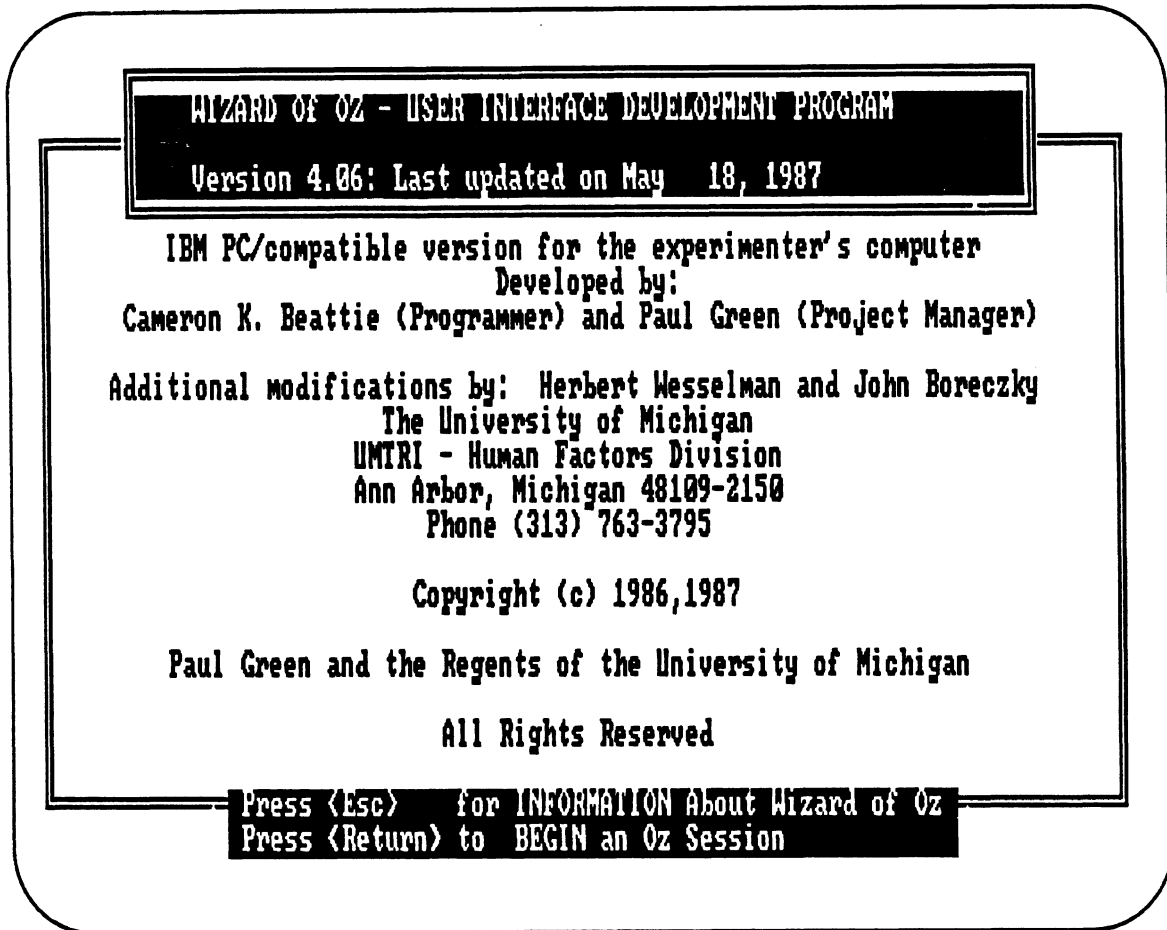 WIZARD Of OZ - USER INTERFACE DEVELOPMENT PROGRAM
Version 4.06: Last updated on May 18, 1987
IBM PC/compatible version for the experimenter's computer
Developed by:
Cameron K. Beattie (Programmer) and Paul Green (Project Manager)
Additional modifications by: Herbert Wesselman and John Boreczky
The University of Michigan
UMTRI - Human Factors Division
Ann Arbor, Michigan 48109-2150
Phone (313) 763-3795
Copyright (c) 1986,1987
Paul Green and the Regents of the University of Michigan
All Rights Reserved
Press <Esc> for INFORMATION About Wizard of Oz
Press <Return> to BEGIN an Oz Session